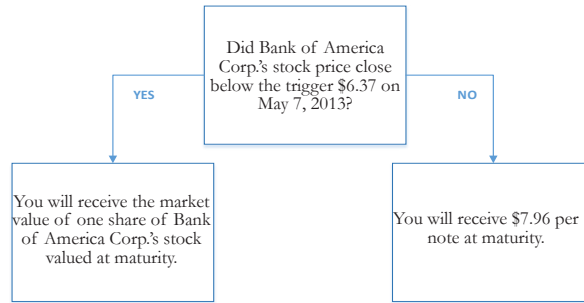 Did Bank of America
Corp.'s stock price close
below the trigger $6.37 on
May 7, 2013?
YES
NO
You will receive the market
value of one share of Bank
of America Corp.'s stock
valued at maturity.
You will receive $7.96 per
note at maturity.